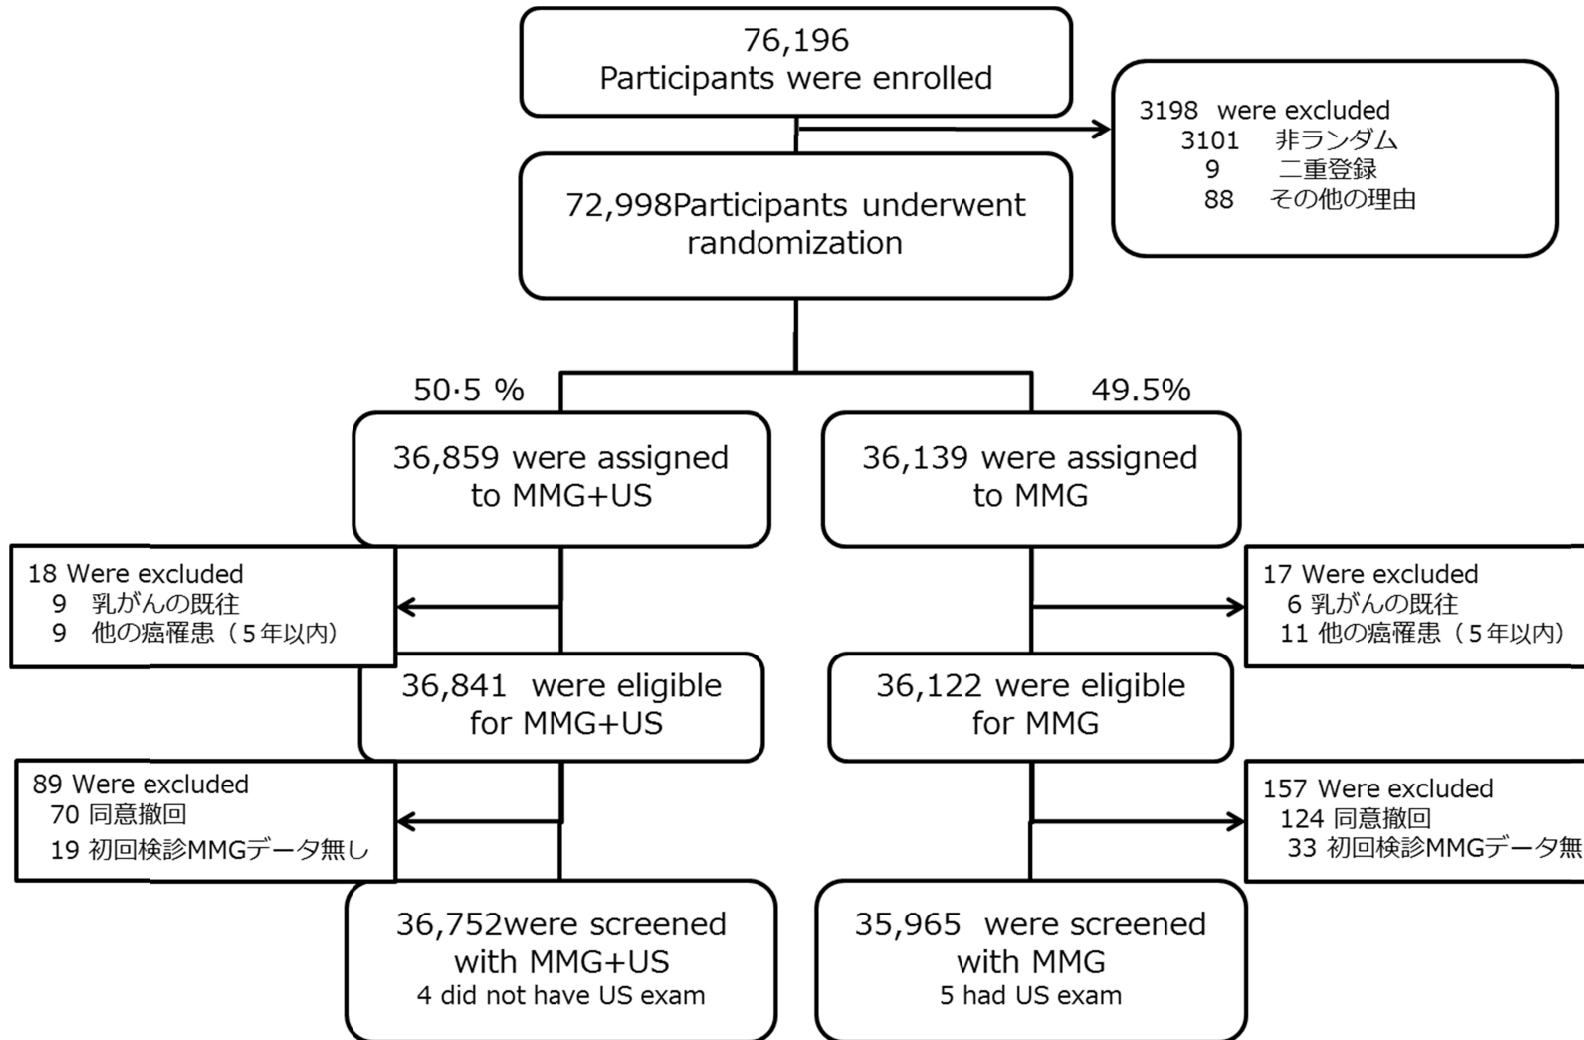 76,196
Participants were enrolled
3198 were excluded
3101 非ランダム
9 二重登録
88 その他の理由
72,998Participants underwent
randomization
50·5 %
49.5%
36,859 were assigned
to MMG+US
36,139 were assigned
to MMG
18 Were excluded
9 乳がんの既往
9 他の癌罹患（５年以内）
17 Were excluded
6 乳がんの既往
11 他の癌罹患（５年以内）
36,841 were eligible
for MMG+US
36,122 were eligible
for MMG
89 Were excluded
70 同意撤回
19 初回検診MMGデータ無し
157 Were excluded
124 同意撤回
33 初回検診MMGデータ無
36,752were screened
with MMG+US
4 did not have US exam
35,965 were screened
with MMG
5 had US exam